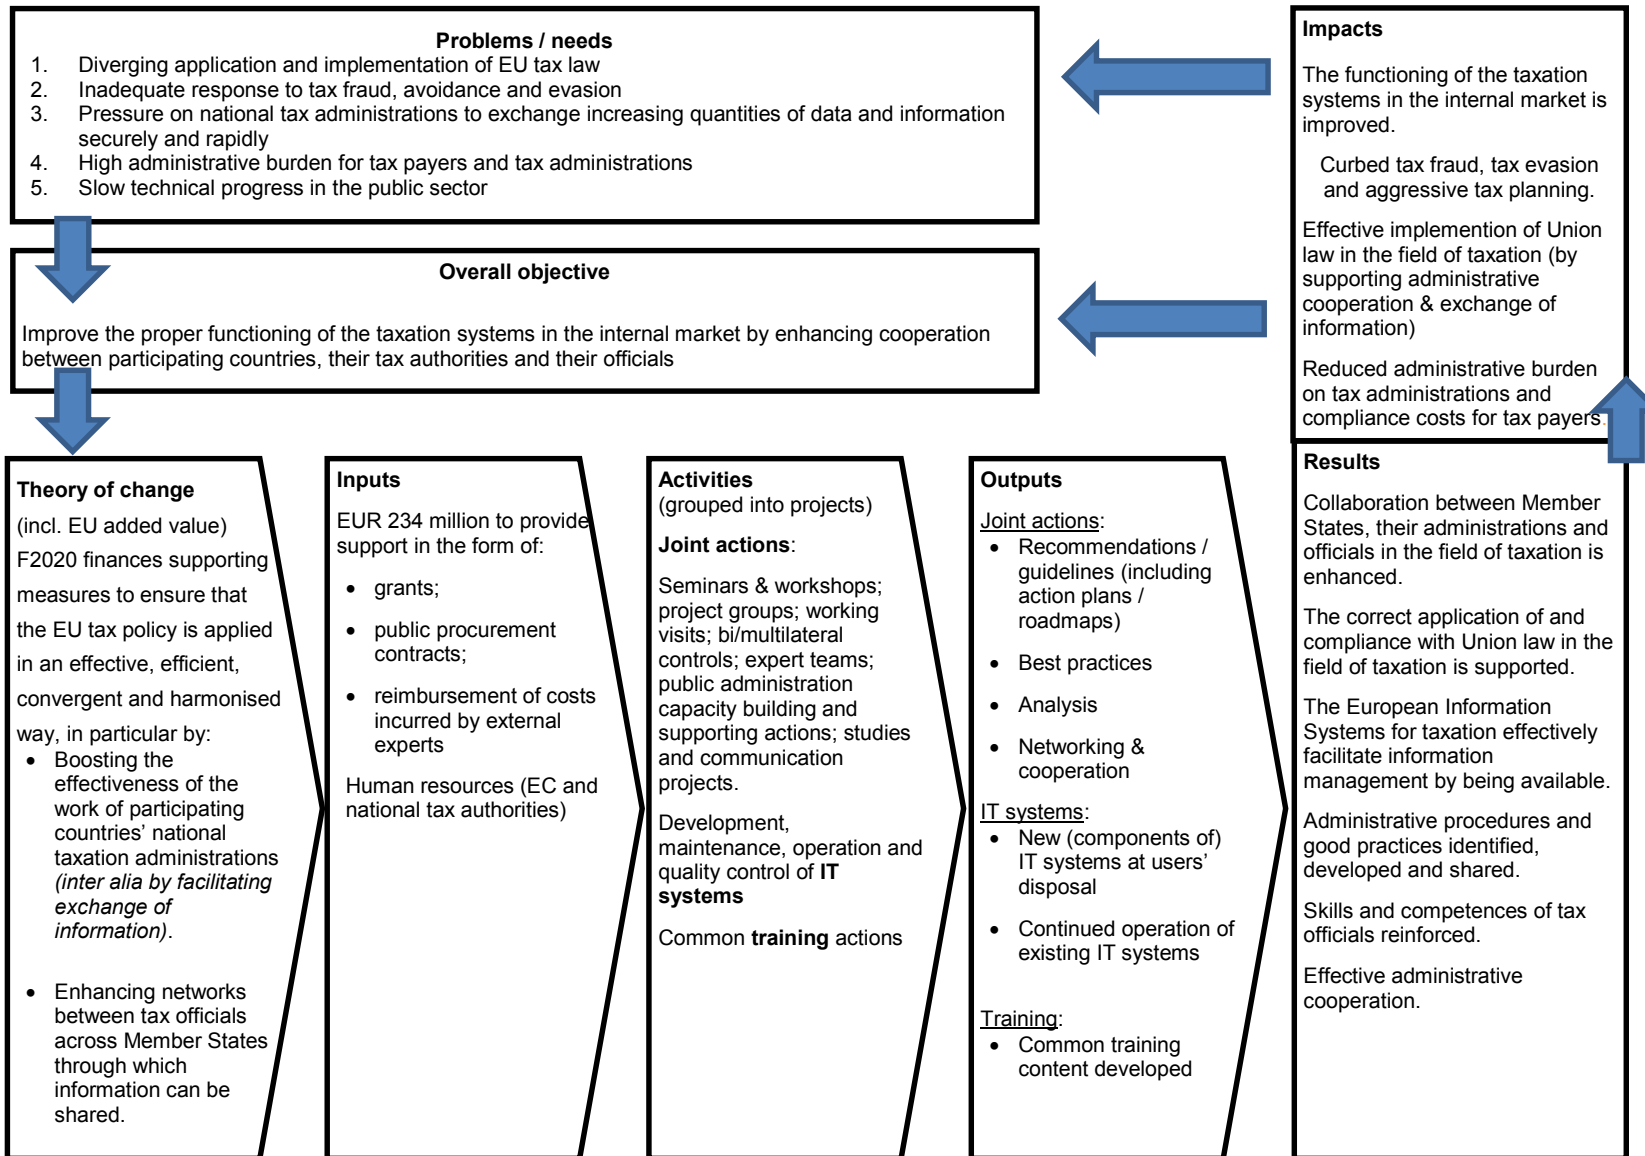 Problems / needs
1. Diverging application and implementation of EU tax law
2. Inadequate response to tax fraud, avoidance and evasion
3. Pressure on national tax administrations to exchange increasing quantities of data and information
securely and rapidly
4. High administrative burden for tax payers and tax administrations
5. Slow technical progress in the public sector
Overall objective
Improve the proper functioning of the taxation systems in the internal market by enhancing cooperation
between participating countries, their tax authorities and their officials
Impacts
The functioning of the taxation
systems in the internal market is
improved.
Curbed tax fraud, tax evasion
and aggressive tax planning.
Effective implemention of Union
law in the field of taxation (by
supporting administrative
cooperation & exchange of
information)
Reduced administrative burden
on tax administrations and
compliance costs for tax payers.
Theory of change
(incl. EU added value)
F2020 finances supporting
measures to ensure that
the EU tax policy is applied
in an effective, efficient,
convergent and harmonised
way, in particular by:
• Boosting the
effectiveness of the
work of participating
countries’ national
taxation administrations
(inter alia by facilitating
exchange of
information).
• Enhancing networks
between tax officials
across Member States
through which
information can be
shared.
Inputs
EUR 234 million to provide
support in the form of:
• grants;
• public procurement
contracts;
• reimbursement of costs
incurred by external
experts
Human resources (EC and
national tax authorities)
Activities
(grouped into projects)
Joint actions:
Seminars & workshops;
project groups; working
visits; bi/multilateral
controls; expert teams;
public administration
capacity building and
supporting actions; studies
and communication
projects.
Development,
maintenance, operation and
quality control of IT
systems
Common training actions
Outputs
Joint actions:
• Recommendations /
guidelines (including
action plans /
roadmaps)
• Best practices
• Analysis
• Networking &
cooperation
IT systems:
• New (components of)
IT systems at users’
disposal
• Continued operation of
existing IT systems
Training:
• Common training
content developed
Results
Collaboration between Member
States, their administrations and
officials in the field of taxation is
enhanced.
The correct application of and
compliance with Union law in the
field of taxation is supported.
The European Information
Systems for taxation effectively
facilitate information
management by being available.
Administrative procedures and
good practices identified,
developed and shared.
Skills and competences of tax
officials reinforced.
Effective administrative
cooperation.